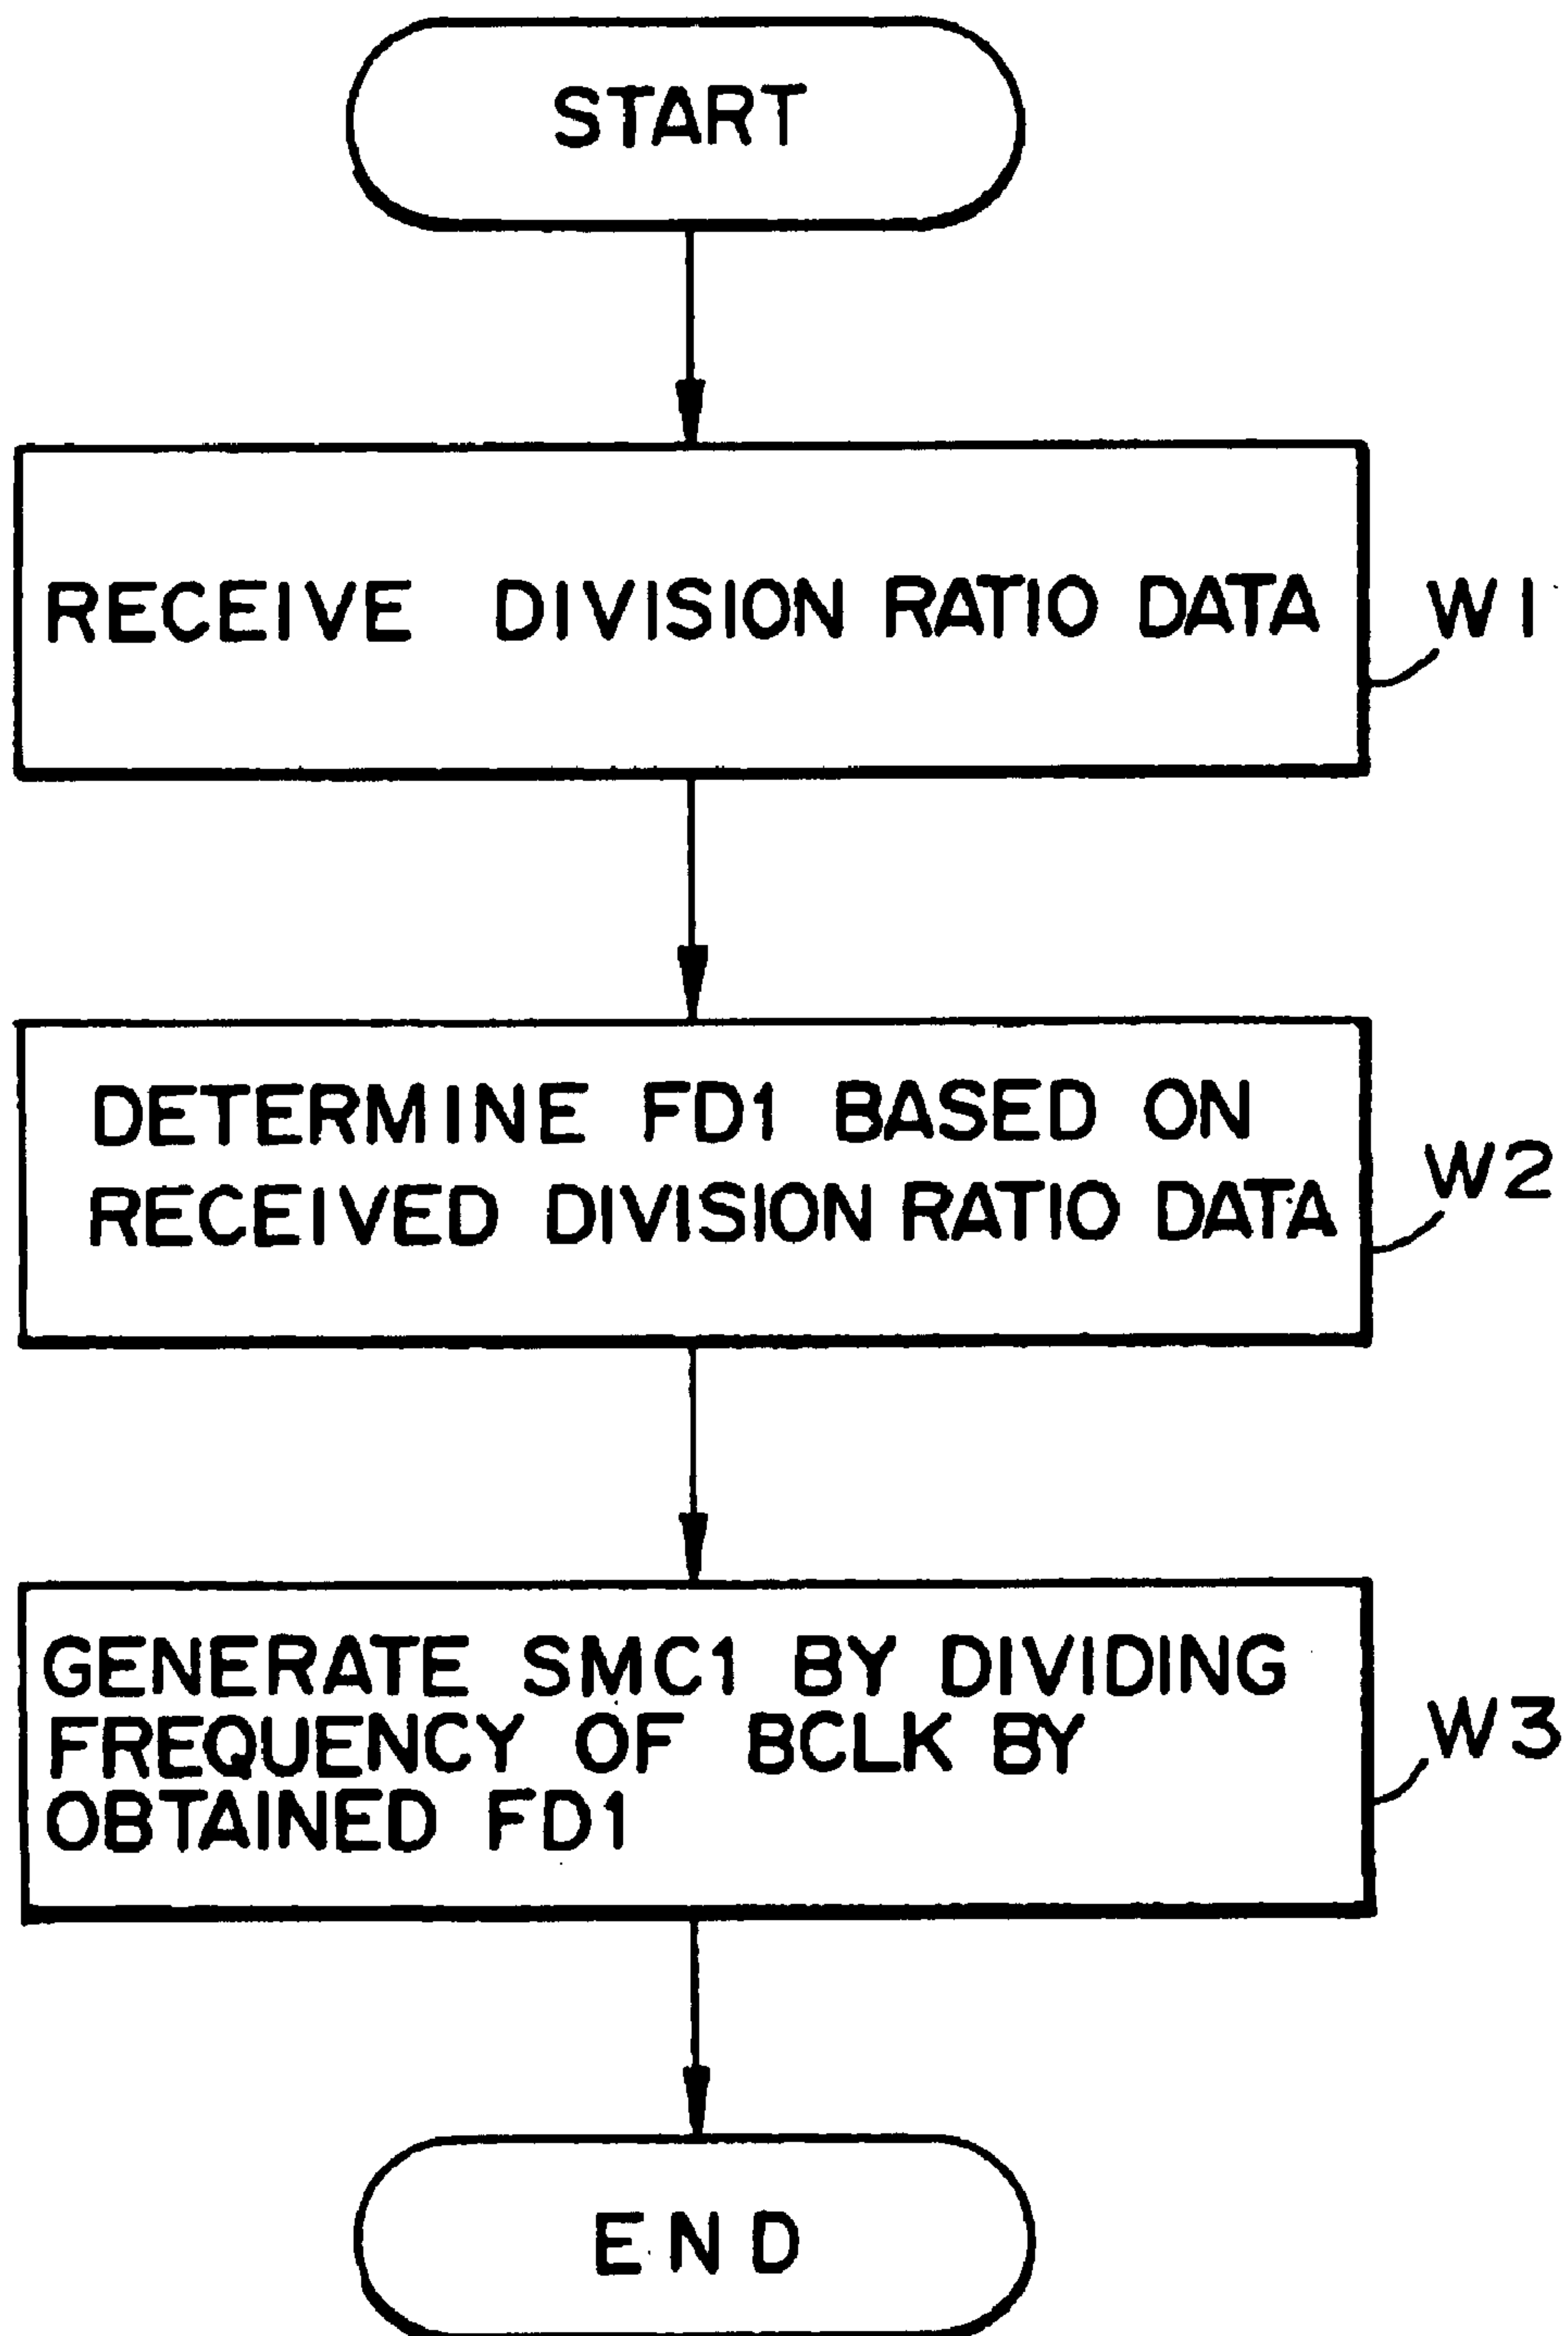 START
RECEIVE DIVISION RATIO DATA
W1
DETERMINE FD1 BASED ON
RECEIVED DIVISION RATIO DATA
W2
GENERATE SMC1 BY DIVIDING
FREQUENCY OF BCLK BY
OBTAINED FD1
W3
END